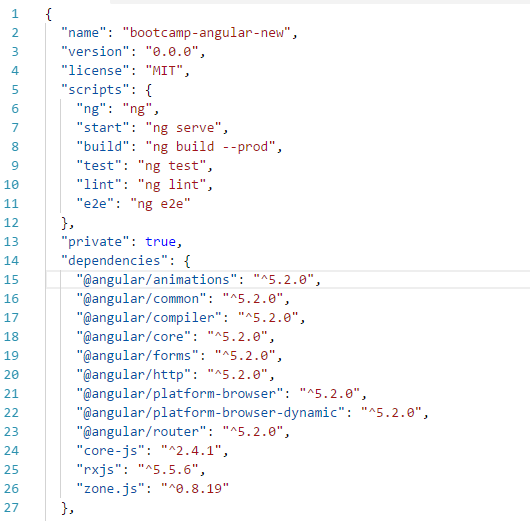 1 {
2 "name": "bootcamp-angular-new",
3 "version": "0.0.0",
4 "license": "MIT",
5 "scripts": {
6 "ng": "ng",
7 "start": "ng serve",
8 "build": "ng build --prod",
9 "test": "ng test",
10 "lint": "ng lint",
11 "e2e": "ng e2e"
12 },
13 "private": true,
14 "dependencies": {
15 "@angular/animations": "^5.2.0",
16 "@angular/common": "^5.2.0",
17 "@angular/compiler": "^5.2.0",
18 "@angular/core": "^5.2.0",
19 "@angular/forms": "^5.2.0",
20 "@angular/http": "^5.2.0",
21 "@angular/platform-browser": "^5.2.0",
22 "@angular/platform-browser-dynamic": "^5.2.0",
23 "@angular/router": "^5.2.0",
24 "core-js": "^2.4.1",
25 "rxjs": "^5.5.6",
26 "zone.js": "^0.8.19"
27 },